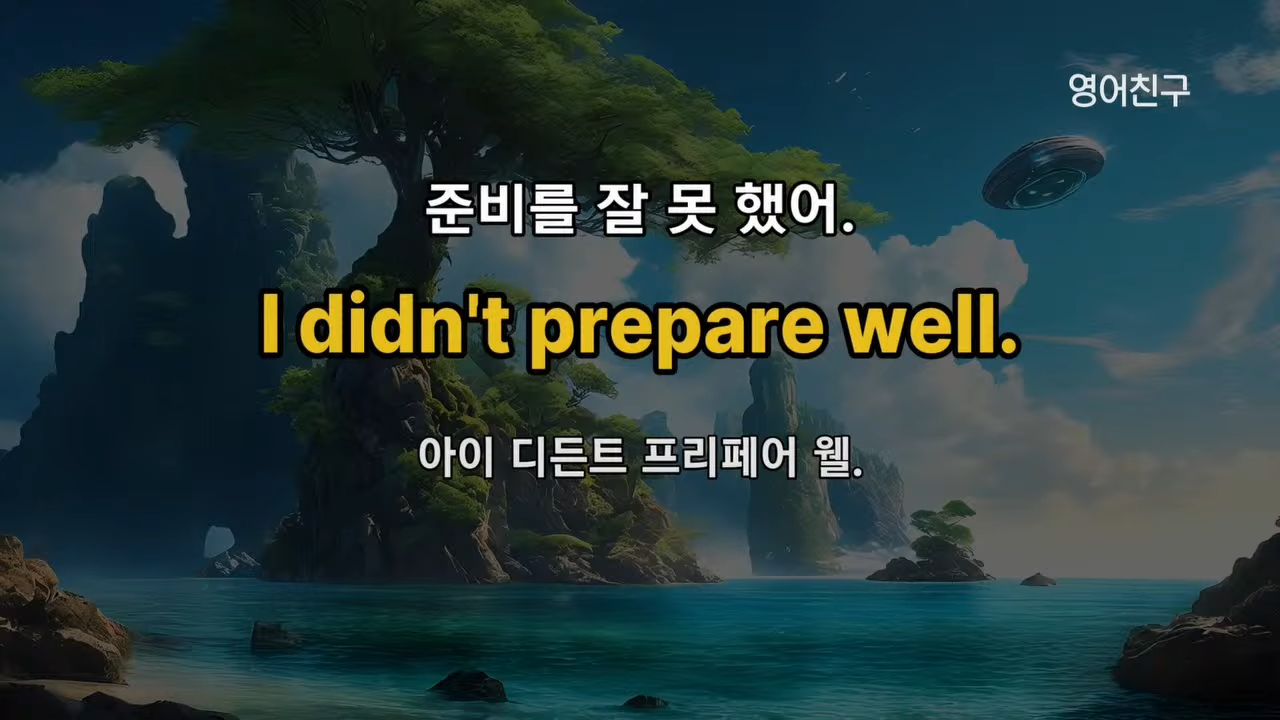 영어친구
준비를 잘 못 했어.
I didn't prepare well.
아이 디든트 프리페어 웰.